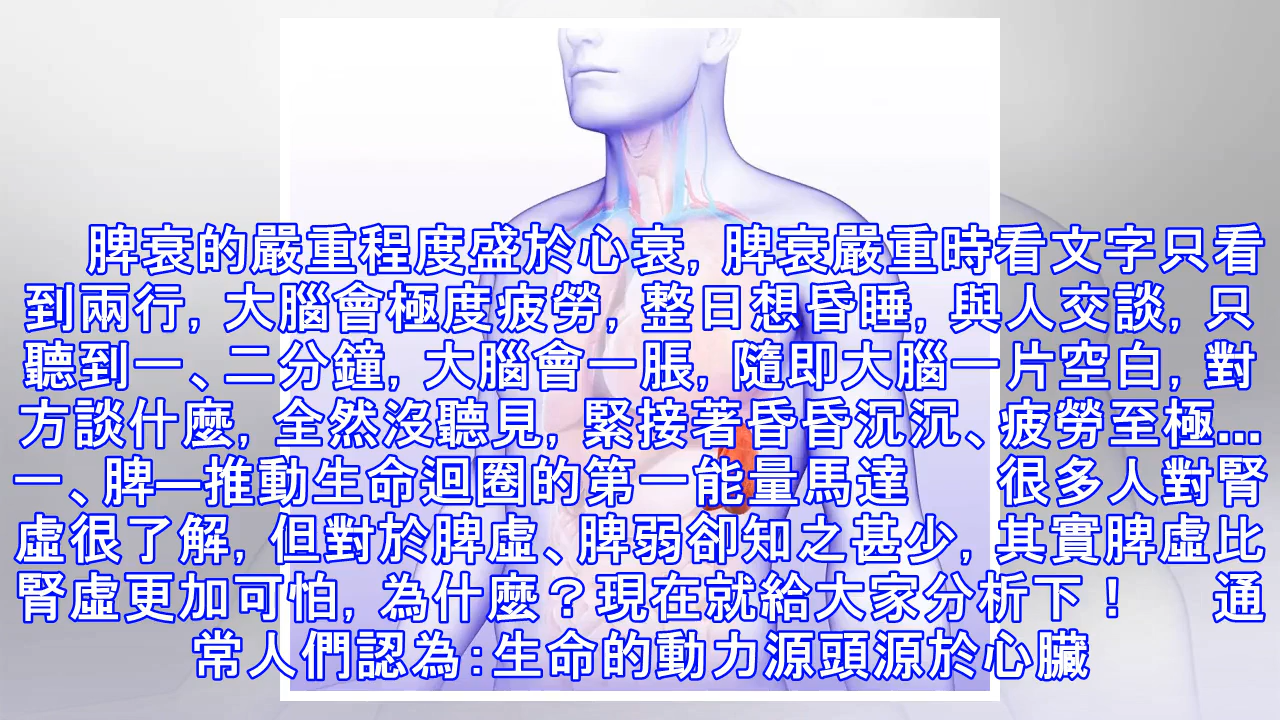 脾衰的嚴重程度盛於心衰, 脾衰嚴重時看文字只看
到兩行, 大腦會極度疲勞, 整日想昏睡, 與人交談, 只
聽到一、二分鐘, 大腦會一脹, 隨即大腦一片空白, 對
方談什麼, 全然沒聽見, 緊接著昏昏沉沉、疲勞至極...
一、脾—推動生命迴圈的第一能量馬達　很多人對腎
虛很了解, 但對於脾虛、脾弱卻知之甚少, 其實脾虛比
腎虛更加可怕, 為什麼？現在就給大家分析下！　通
常人們認為:生命的動力源頭源於心臟